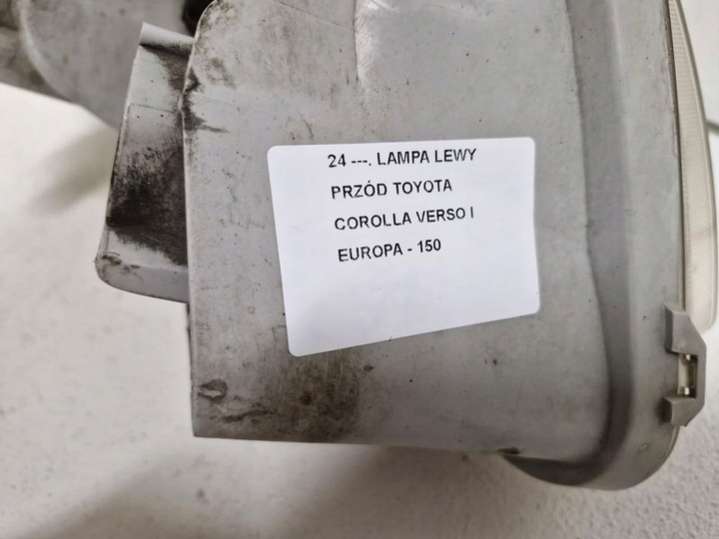 24 ---. LAMPA LEWY
PRZÓD TOYOTA
COROLLA VERSO I
EUROPA - 150